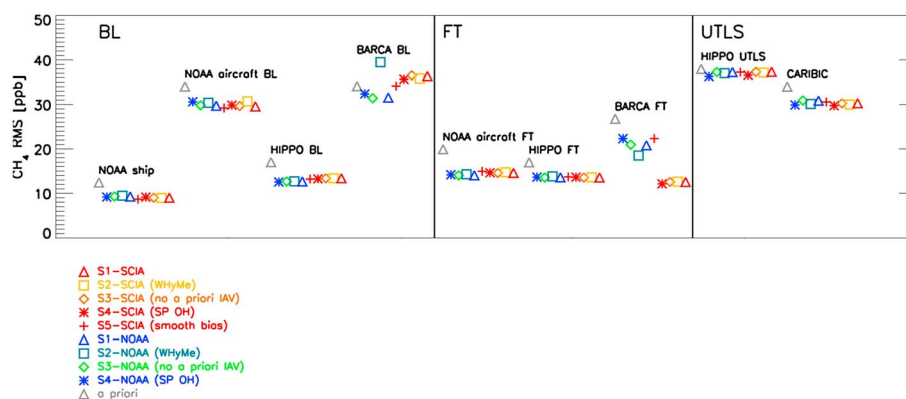 BL
FT
UTLS
CH4 RMS [ppb]
50
40
30
20
10
0
NOAA ship
NOAA aircraft BL
HIPPO BL
BARCA BL
NOAA aircraft FT
HIPPO FT
BARCA FT
HIPPO UTLS
CARIBIC
S1-SCIA
S2-SCIA (WHyMe)
S3-SCIA (no a priori IAV)
S4-SCIA (SP OH)
S5-SCIA (smooth bias)
S1-NOAA
S2-NOAA (WHyMe)
S3-NOAA (no a priori IAV)
S4-NOAA (SP OH)
a priori